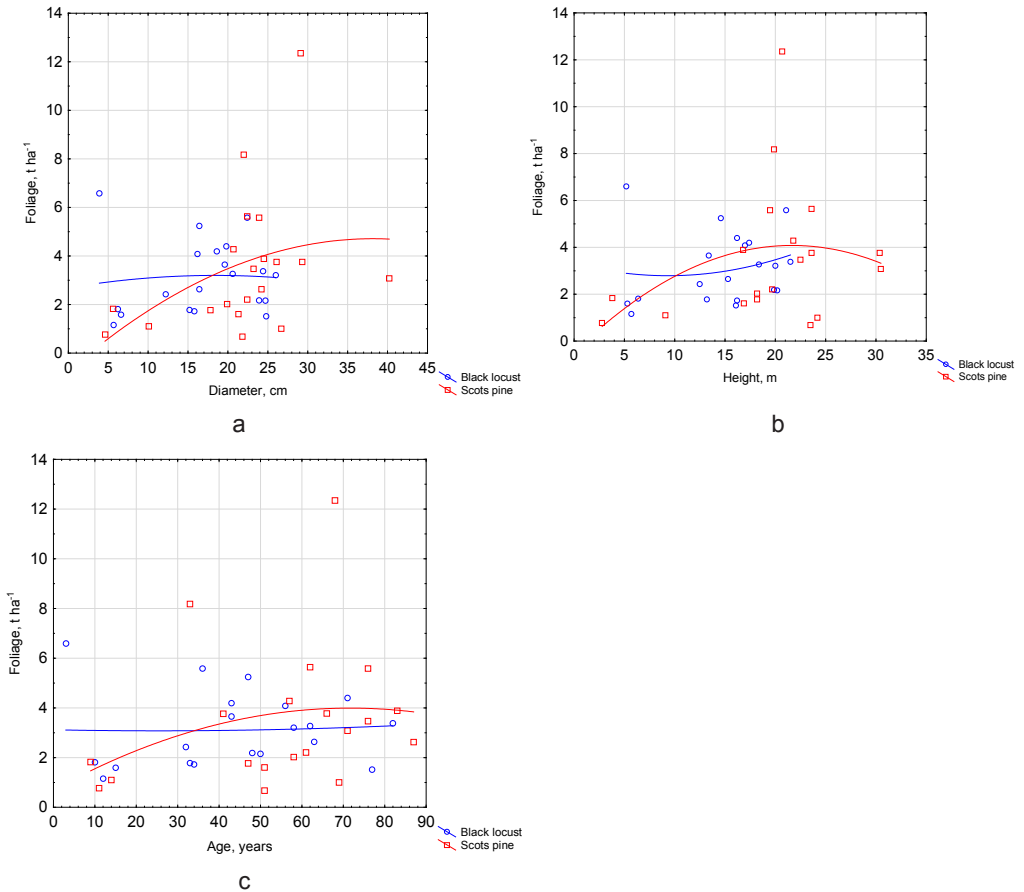 14
12
10
8
6
4
2
0
Foliage, t ha⁻¹
0 5 10 15 20 25 30 35 40 45
Diameter, cm
Black locust
Scots pine
a
14
12
10
8
6
4
2
0
Foliage, t ha⁻¹
0 5 10 15 20 25 30 35
Height, m
Black locust
Scots pine
b
14
12
10
8
6
4
2
0
Foliage, t ha⁻¹
0 10 20 30 40 50 60 70 80 90
Age, years
Black locust
Scots pine
c